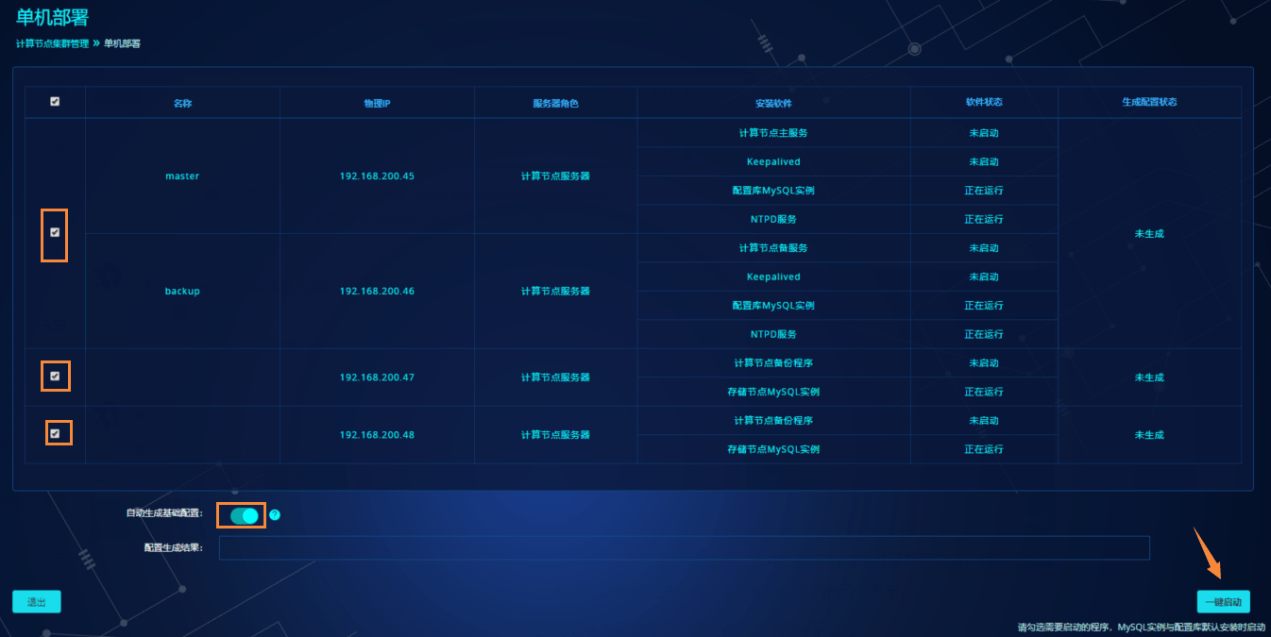 单机部署
计算节点集群管理 » 单机部署
名称 物理IP 服务器角色 安装软件 软件状态 生成配置状态
master 192.168.200.45 计算节点服务器 计算节点主服务 未启动 未生成
Keepalived 未启动
配置库MySQL实例 正在运行
NTPD服务 正在运行
backup 192.168.200.46 计算节点服务器 计算节点备服务 未启动
Keepalived 未启动
配置库MySQL实例 正在运行
NTPD服务 正在运行
192.168.200.47 计算节点服务器 计算节点备份程序 未启动 未生成
存储节点MySQL实例 正在运行
192.168.200.48 计算节点服务器 计算节点备份程序 未启动 未生成
存储节点MySQL实例 正在运行
自动生成基础配置: ?
配置生成结果:
退出 一键启动
请勾选需要启动的程序，MySQL实例与配置库默认安装时启动